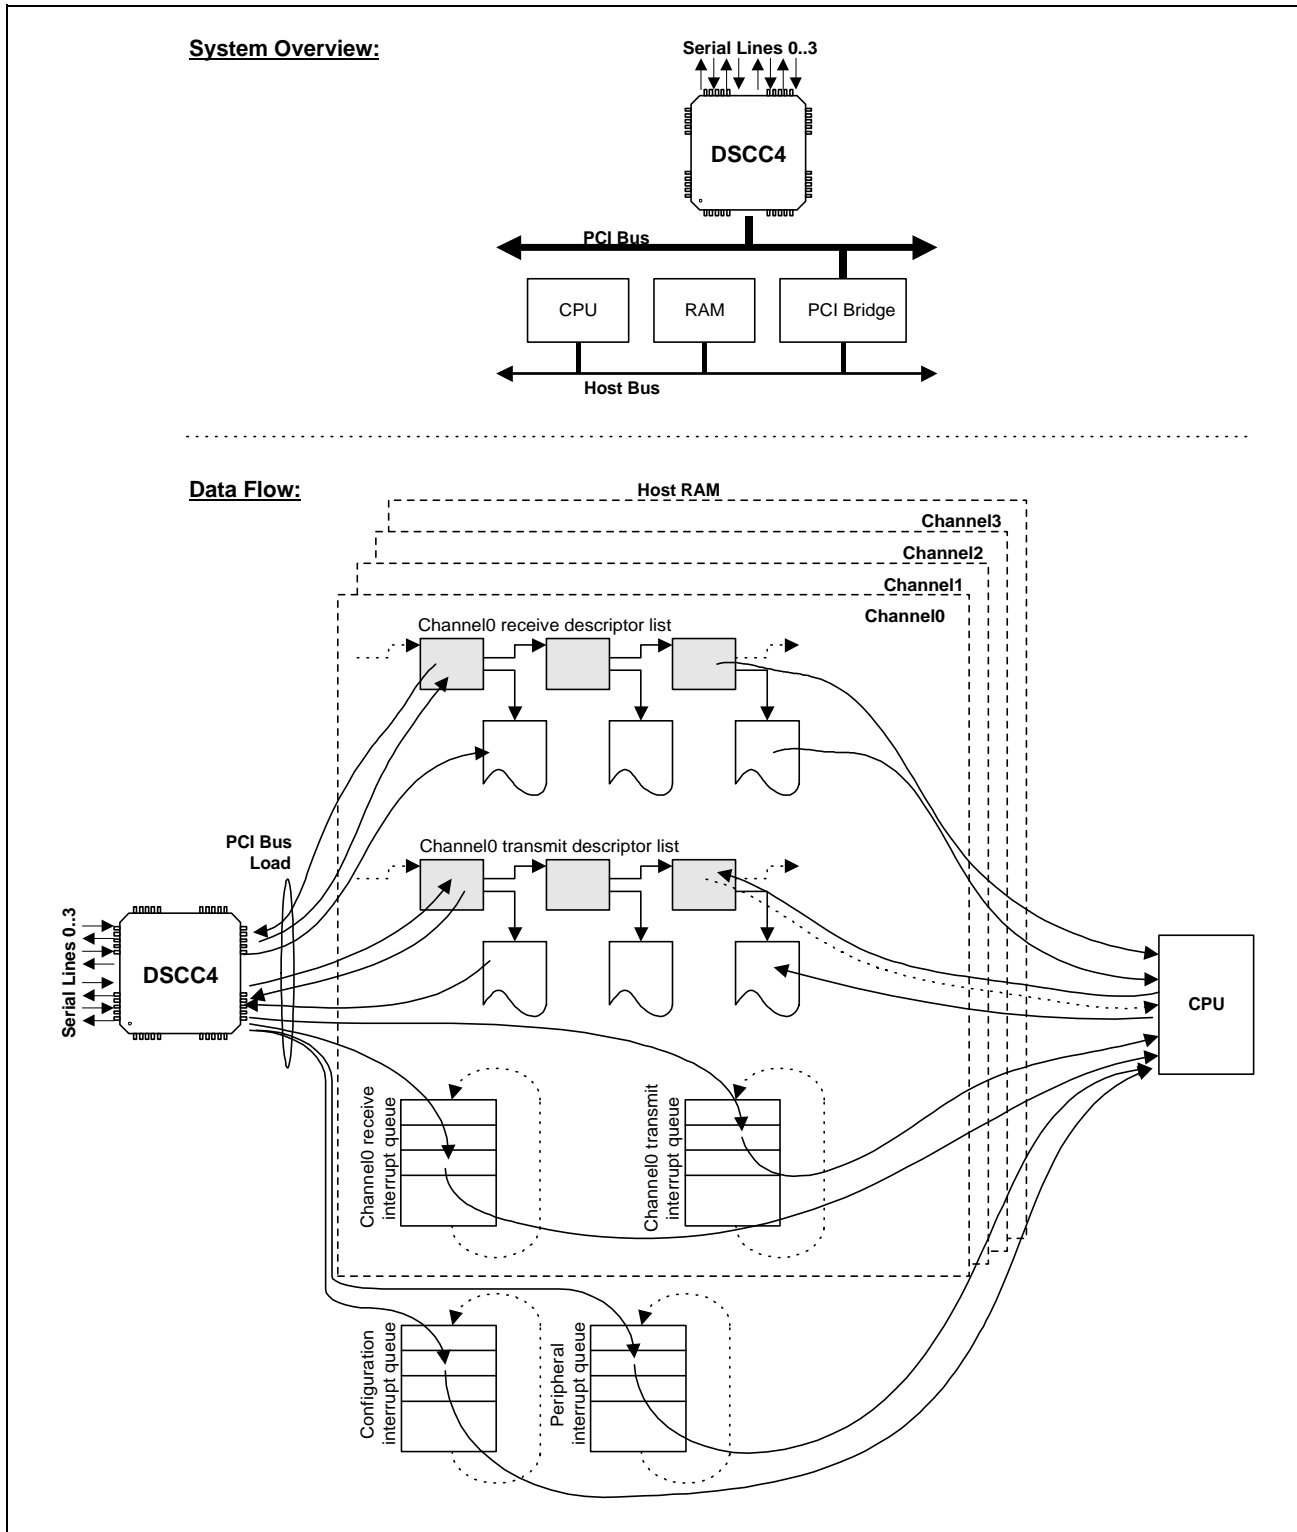 System Overview:
Serial Lines 0..3
DSCC4
PCI Bus
CPU
RAM
PCI Bridge
Host Bus
Data Flow:
Host RAM
Channel3
Channel2
Channel1
Channel0
Channel0 receive descriptor list
PCI Bus
Load
Channel0 transmit descriptor list
Serial Lines 0..3
DSCC4
CPU
Channel0 receive
interrupt queue
Channel0 transmit
interrupt queue
Configuration
interrupt queue
Peripheral
interrupt queue